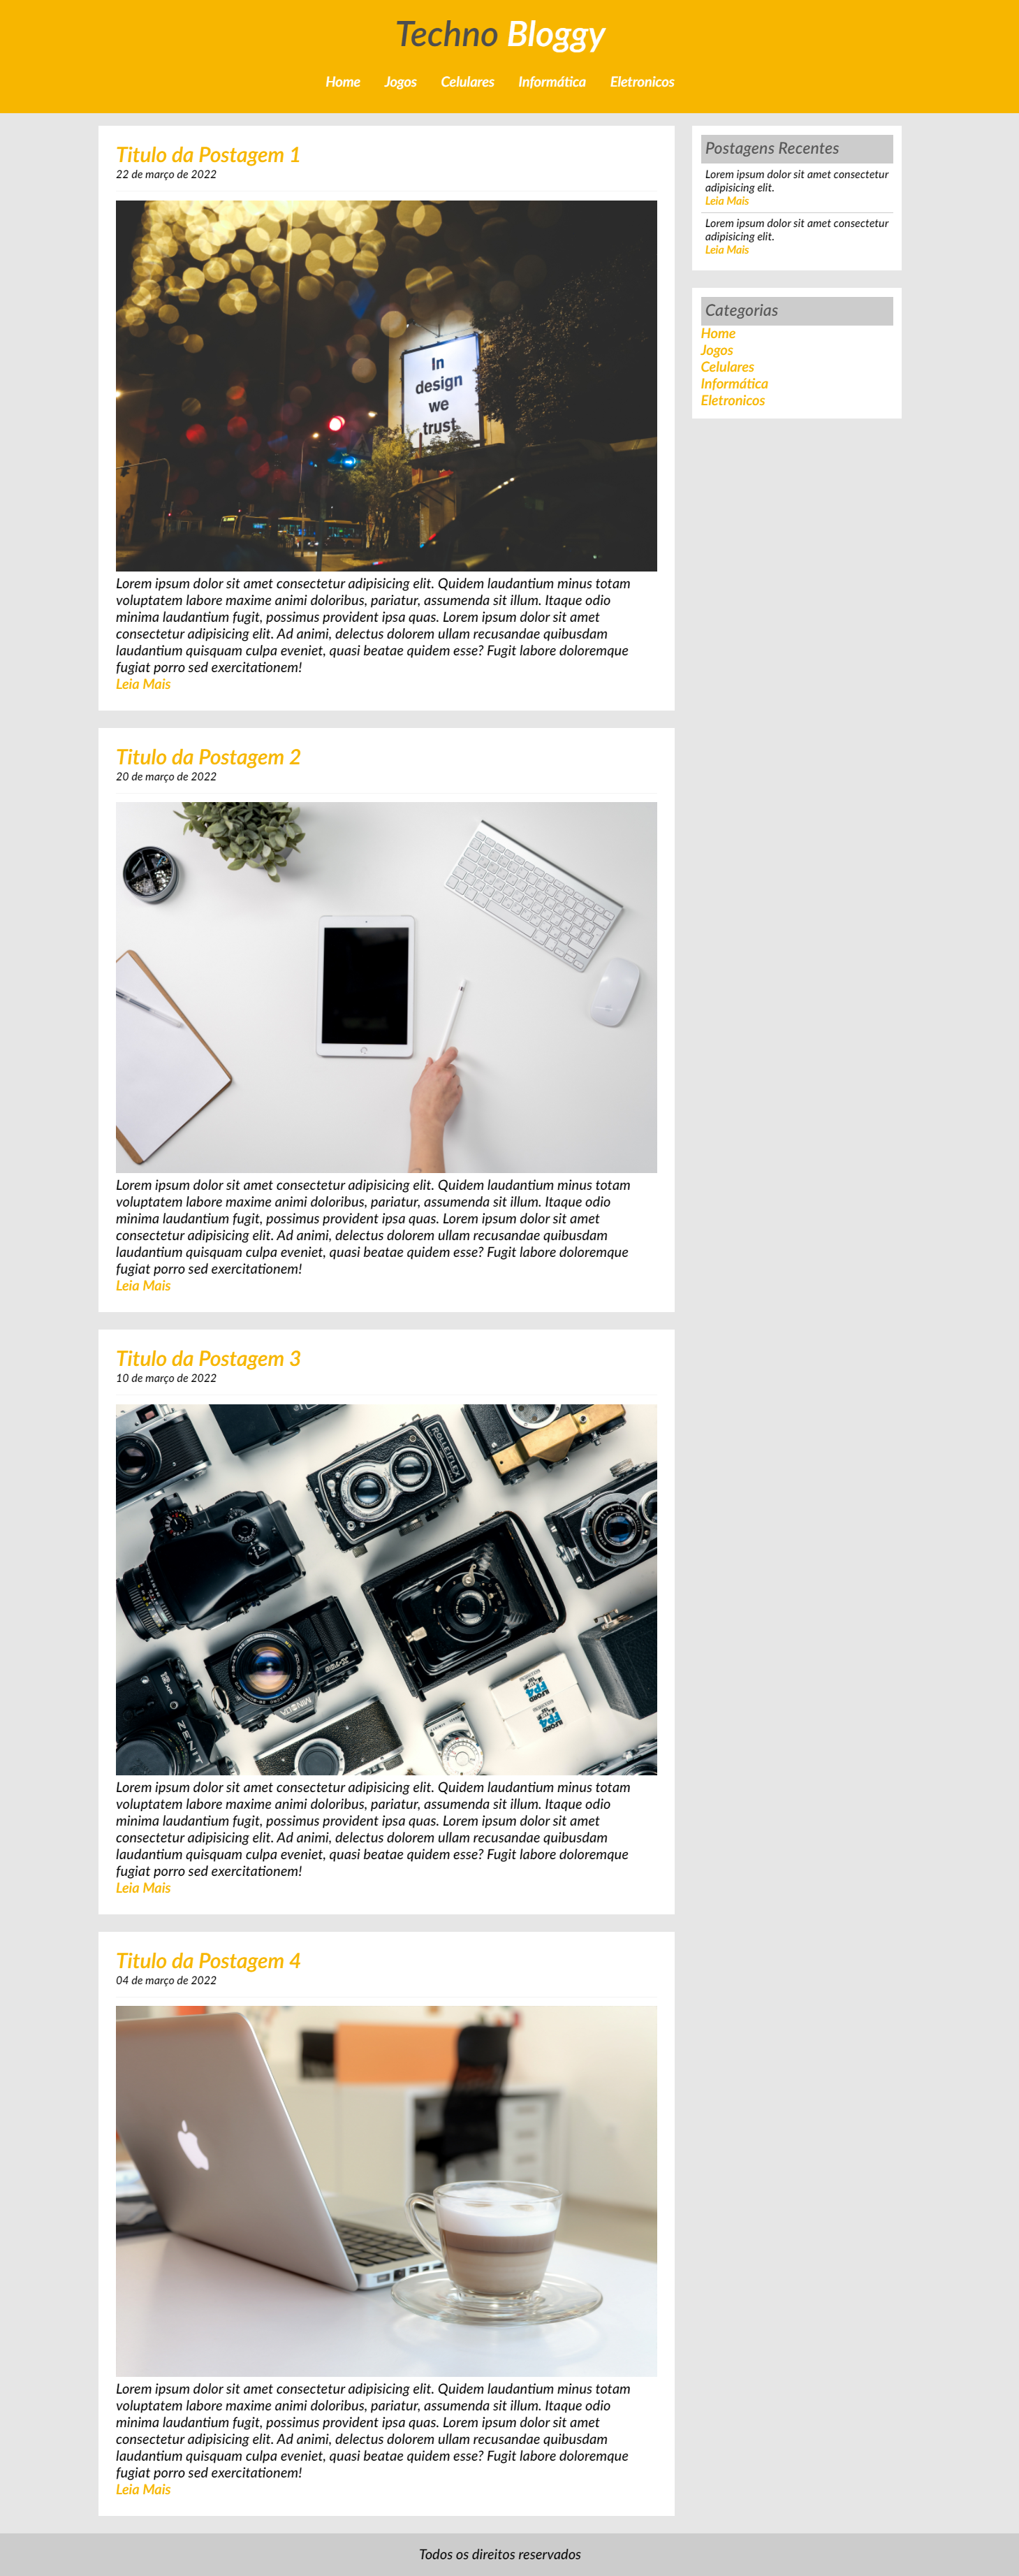 Techno Bloggy
Home Jogos Celulares Informática Eletronicos
Titulo da Postagem 1
22 de março de 2022
In
design
we
trust
Lorem ipsum dolor sit amet consectetur adipisicing elit. Quidem laudantium minus totam
voluptatem labore maxime animi doloribus, pariatur, assumenda sit illum. Itaque odio
minima laudantium fugit, possimus provident ipsa quas. Lorem ipsum dolor sit amet
consectetur adipisicing elit. Ad animi, delectus dolorem ullam recusandae quibusdam
laudantium quisquam culpa eveniet, quasi beatae quidem esse? Fugit labore doloremque
fugiat porro sed exercitationem!
Leia Mais
Titulo da Postagem 2
20 de março de 2022
Lorem ipsum dolor sit amet consectetur adipisicing elit. Quidem laudantium minus totam
voluptatem labore maxime animi doloribus, pariatur, assumenda sit illum. Itaque odio
minima laudantium fugit, possimus provident ipsa quas. Lorem ipsum dolor sit amet
consectetur adipisicing elit. Ad animi, delectus dolorem ullam recusandae quibusdam
laudantium quisquam culpa eveniet, quasi beatae quidem esse? Fugit labore doloremque
fugiat porro sed exercitationem!
Leia Mais
Titulo da Postagem 3
10 de março de 2022
ROLLEIFLEX
MINOLTA
X-700
ZENIT
ILFORD
FP4
ILFORD
FP4
Lorem ipsum dolor sit amet consectetur adipisicing elit. Quidem laudantium minus totam
voluptatem labore maxime animi doloribus, pariatur, assumenda sit illum. Itaque odio
minima laudantium fugit, possimus provident ipsa quas. Lorem ipsum dolor sit amet
consectetur adipisicing elit. Ad animi, delectus dolorem ullam recusandae quibusdam
laudantium quisquam culpa eveniet, quasi beatae quidem esse? Fugit labore doloremque
fugiat porro sed exercitationem!
Leia Mais
Titulo da Postagem 4
04 de março de 2022
Lorem ipsum dolor sit amet consectetur adipisicing elit. Quidem laudantium minus totam
voluptatem labore maxime animi doloribus, pariatur, assumenda sit illum. Itaque odio
minima laudantium fugit, possimus provident ipsa quas. Lorem ipsum dolor sit amet
consectetur adipisicing elit. Ad animi, delectus dolorem ullam recusandae quibusdam
laudantium quisquam culpa eveniet, quasi beatae quidem esse? Fugit labore doloremque
fugiat porro sed exercitationem!
Leia Mais
Postagens Recentes
Lorem ipsum dolor sit amet consectetur
adipisicing elit.
Leia Mais
Lorem ipsum dolor sit amet consectetur
adipisicing elit.
Leia Mais
Categorias
Home
Jogos
Celulares
Informática
Eletronicos
Todos os direitos reservados